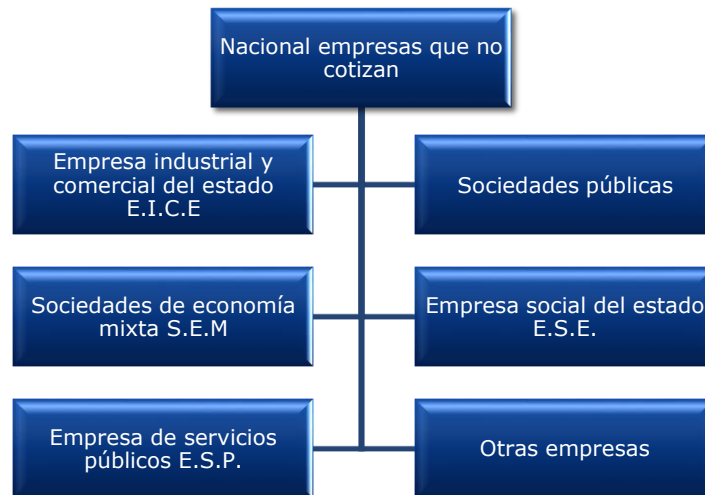 Nacional empresas que no
cotizan
Empresa industrial y
comercial del estado
E.I.C.E
Sociedades públicas
Sociedades de economía
mixta S.E.M
Empresa social del estado
E.S.E.
Empresa de servicios
públicos E.S.P.
Otras empresas